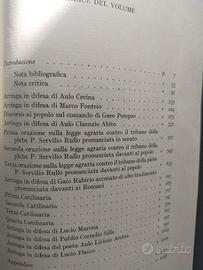 INDICE DEL VOLUME
Introduzione
Nota bibliografica
Nota critica
Arringa in difesa di Aulo Cecina
Arringa in difesa di Marco Fonteio
Discorso al popolo sul comando di Gneo Pompeo
Arringa in difesa di Aulo Cluenzio Abito
Prima orazione sulla legge agraria contro il tribuno della
plebe P. Servilio Rullo pronunciata in senato
Seconda orazione sulla legge agraria contro il tribuno della
plebe P. Servilio Rullo pronunciata davanti al popolo
Terza orazione sulla legge agraria contro il tribuno della
plebe P. Servilio Rullo pronunciata davanti al popolo
Arringa in difesa di Gaio Rabirio accusato di alto tradimento
pronunciata davanti ai Romani
Prima Catilinaria
Seconda Catilinaria
Terza Catilinaria
Quarta Catilinaria
Arringa in difesa di Lucio Murena
Arringa in difesa di Publio Cornelio Silla
Arringa in difesa del poeta Aulo Licinio Archia
Arringa in difesa di Lucio Flacco
Appendice
subito